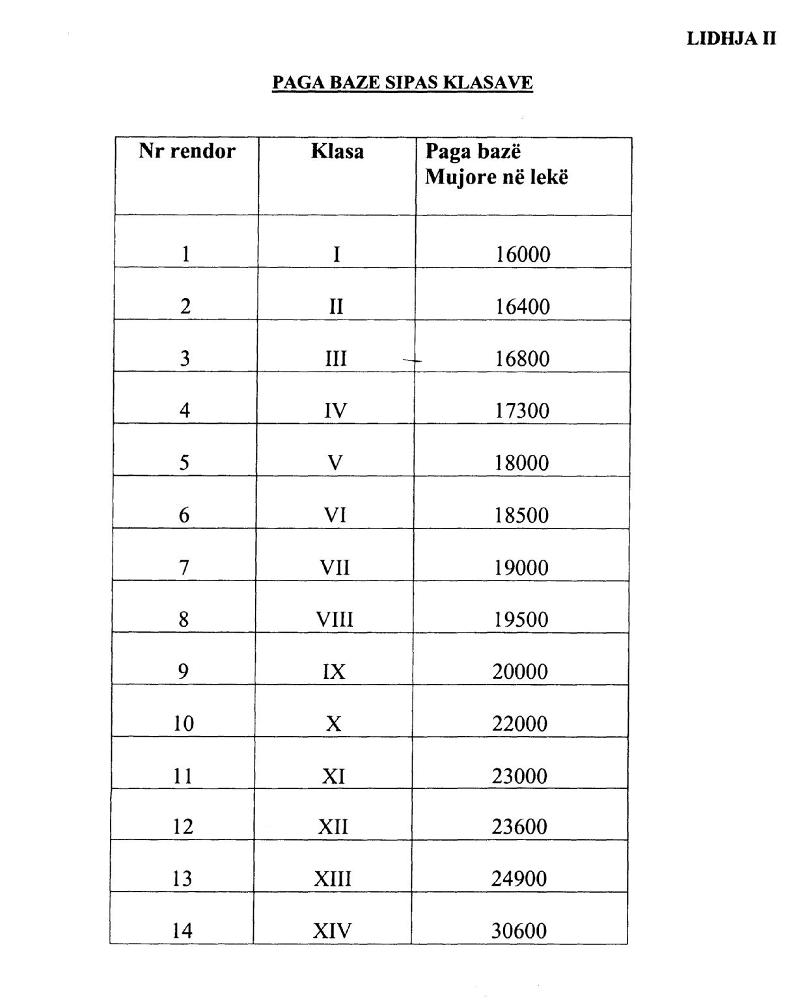 LIDHJA II
PAGA BAZE SIPAS KLASAVE
Nr rendor Klasa Paga bazë
Mujore në lekë
1 I 16000
2 II 16400
3 III 16800
4 IV 17300
5 V 18000
6 VI 18500
7 VII 19000
8 VIII 19500
9 IX 20000
10 X 22000
11 XI 23000
12 XII 23600
13 XIII 24900
14 XIV 30600